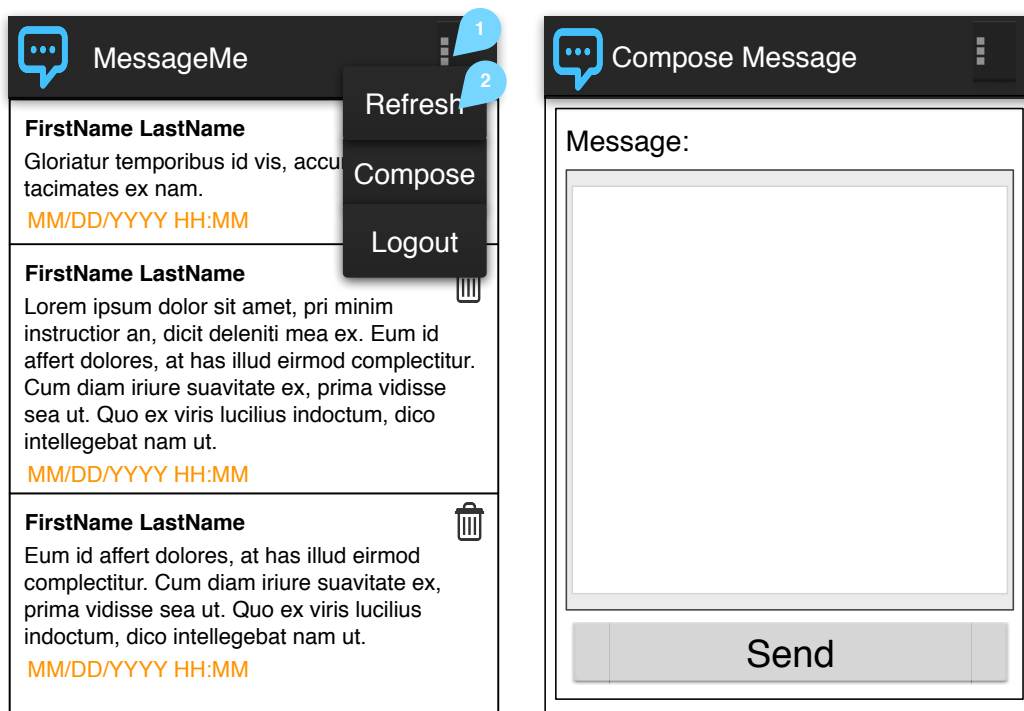 MessageMe
1
2
Refresh
Compose
Logout
FirstName LastName
Gloriatur temporibus id vis,
tacimates ex nam.
MM/DD/YYYY HH:MM
FirstName LastName
Lorem ipsum dolor sit amet, pri minim
instructior an, dicit deleniti mea ex. Eum id
affert dolores, at has illud eirmod complectitur.
Cum diam iriure suavitate ex, prima vidisse
sea ut. Quo ex viris lucilius indoctum, dico
intellegebat nam ut.
MM/DD/YYYY HH:MM
FirstName LastName
Eum id affert dolores, at has illud eirmod
complectitur. Cum diam iriure suavitate ex,
prima vidisse sea ut. Quo ex viris lucilius
indoctum, dico intellegebat nam ut.
MM/DD/YYYY HH:MM
Compose Message
Message:
Send